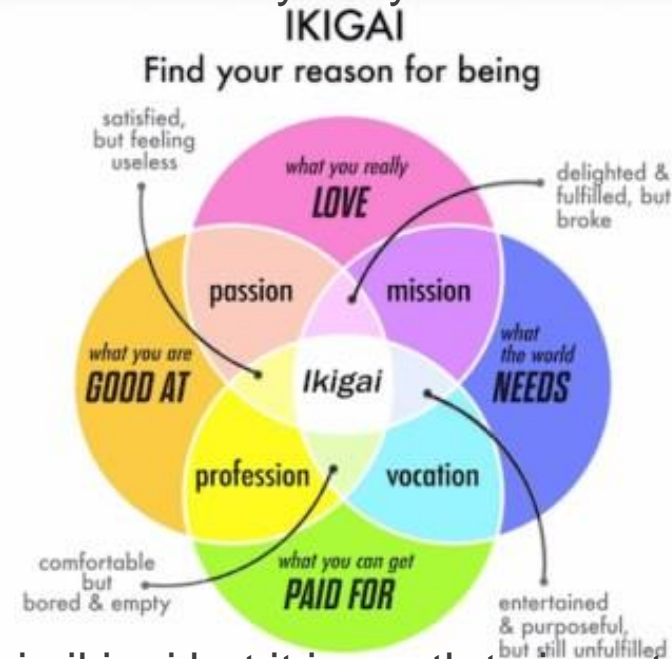 IKIGAI
Find your reason for being
satisfied,
but feeling
useless
what you really
LOVE
delighted &
fulfilled, but
broke
passion
mission
what you are
GOOD AT
Ikigai
what
the world
NEEDS
profession
vocation
what you can get
PAID FOR
comfortable
but
bored & empty
entertained
& purposeful,
but still unfulfilled